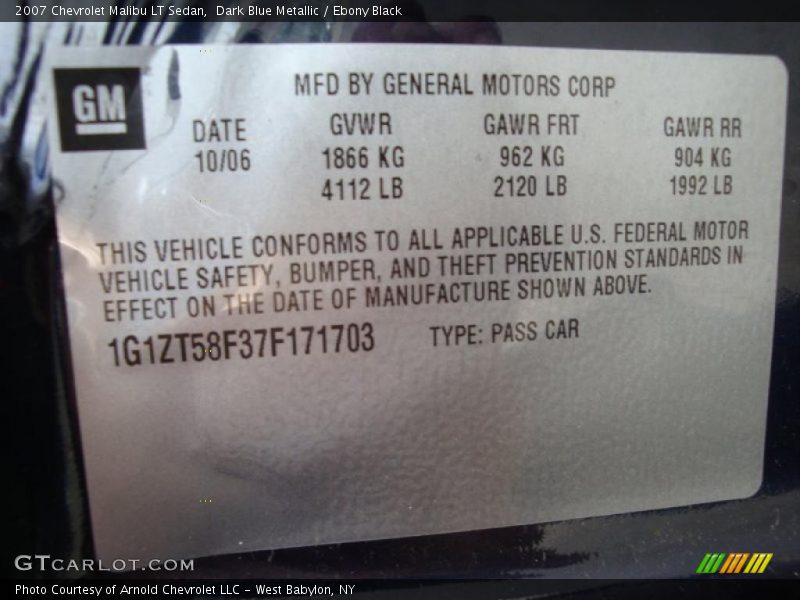 2007 Chevrolet Malibu LT Sedan, Dark Blue Metallic / Ebony Black
GM
MFD BY GENERAL MOTORS CORP
DATE GVWR GAWR FRT GAWR RR
10/06 1866 KG 962 KG 904 KG
4112 LB 2120 LB 1992 LB
THIS VEHICLE CONFORMS TO ALL APPLICABLE U.S. FEDERAL MOTOR
VEHICLE SAFETY, BUMPER, AND THEFT PREVENTION STANDARDS IN
EFFECT ON THE DATE OF MANUFACTURE SHOWN ABOVE.
1G1ZT58F37F171703 TYPE: PASS CAR
GTCARLOT.COM
Photo Courtesy of Arnold Chevrolet LLC - West Babylon, NY